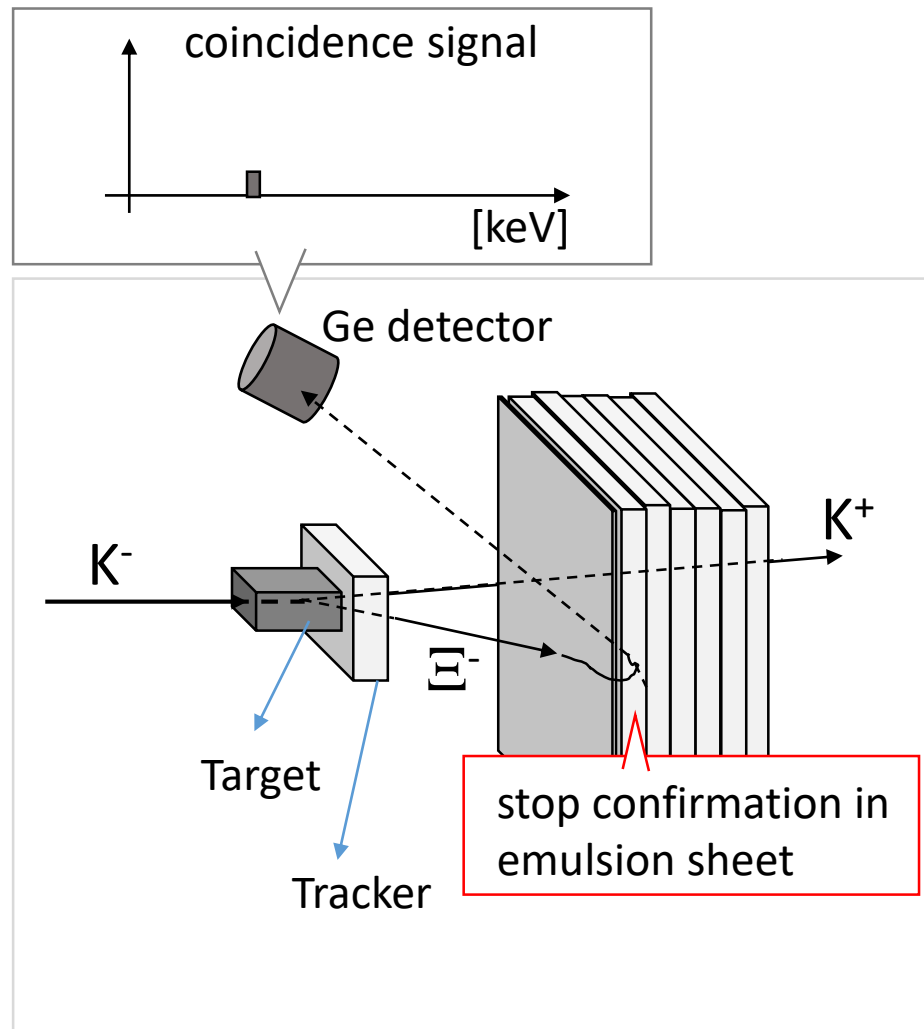 coincidence signal
[keV]
Ge detector
K⁺
K⁻
Ξ⁻
Target
stop confirmation in
emulsion sheet
Tracker